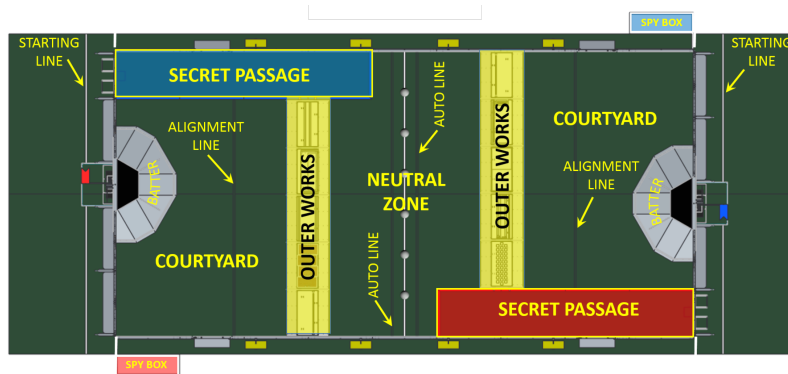 SPY BOX
STARTING
LINE
STARTING
LINE
SECRET PASSAGE
AUTO LINE
OUTER WORKS
COURTYARD
ALIGNMENT
LINE
ALIGNMENT
LINE
BATTER
OUTER WORKS
NEUTRAL
ZONE
BATTER
COURTYARD
AUTO LINE
SECRET PASSAGE
SPY BOX